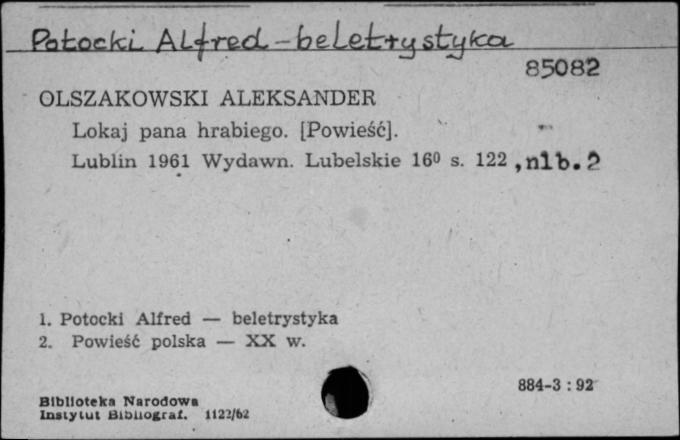 Potocki Alfred - beletrystyka
85082
OLSZAKOWSKI ALEKSANDER
Lokaj pana hrabiego. [Powieść].
Lublin 1961 Wydawn. Lubelskie 16⁰ s. 122, nlb. 2
1. Potocki Alfred — beletrystyka
2. Powieść polska — XX w.
884-3 : 92
Biblioteka Narodowa
Instytut Bibliograf. 1122/62